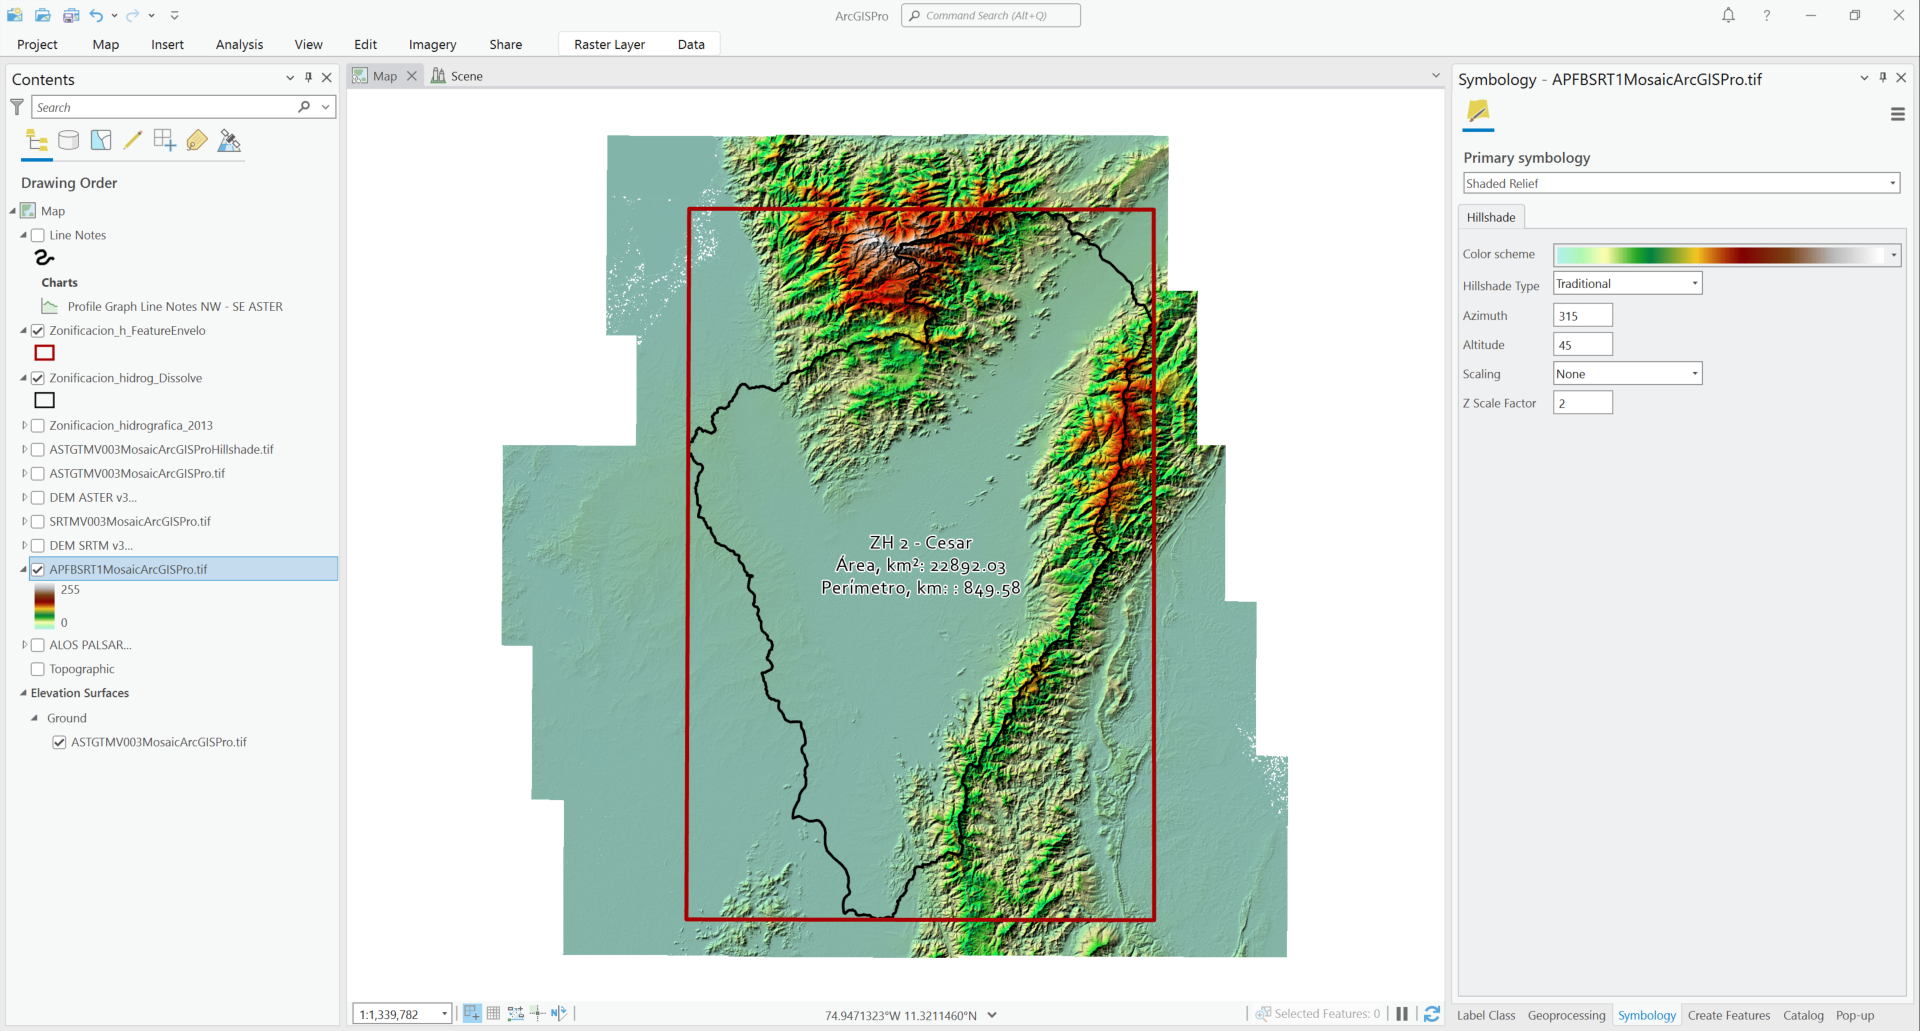 ArcGISPro
Command Search (Alt+Q)
Project Map Insert Analysis View Edit Imagery Share Raster Layer Data
Contents
Search
Drawing Order
Map
Line Notes
Charts
Profile Graph Line Notes NW - SE ASTER
Zonificacion_h_FeatureEnvelo
Zonificacion_hidrog_Dissolve
Zonificacion_hidrografica_2013
ASTGTMV003MosaicArcGISProHillshade.tif
ASTGTMV003MosaicArcGISPro.tif
DEM ASTER v3...
SRTMV003MosaicArcGISPro.tif
DEM SRTM v3...
APFBSRT1MosaicArcGISPro.tif
255
0
ALOS PALSAR...
Topographic
Elevation Surfaces
Ground
ASTGTMV003MosaicArcGISPro.tif
Map Scene
ZH 2 - Cesar
Área, km²: 22892.03
Perímetro, km: : 849.58
1:1,339,782
74.9471323°W 11.3211460°N
Selected Features: 0
Symbology - APFBSRT1MosaicArcGISPro.tif
Primary symbology
Shaded Relief
Hillshade
Color scheme
Hillshade Type Traditional
Azimuth 315
Altitude 45
Scaling None
Z Scale Factor 2
Label Class Geoprocessing Symbology Create Features Catalog Pop-up